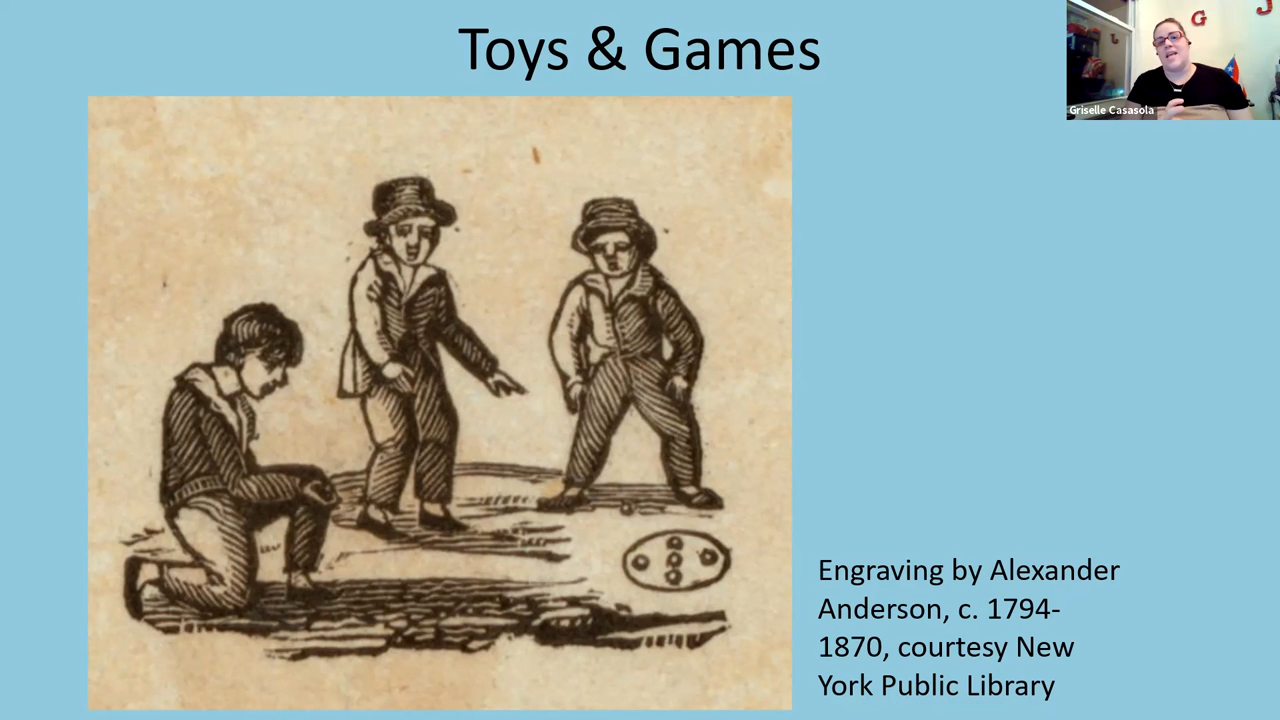 Toys & Games
G
J
Griselle Casasola
Engraving by Alexander
Anderson, c. 1794-
1870, courtesy New
York Public Library